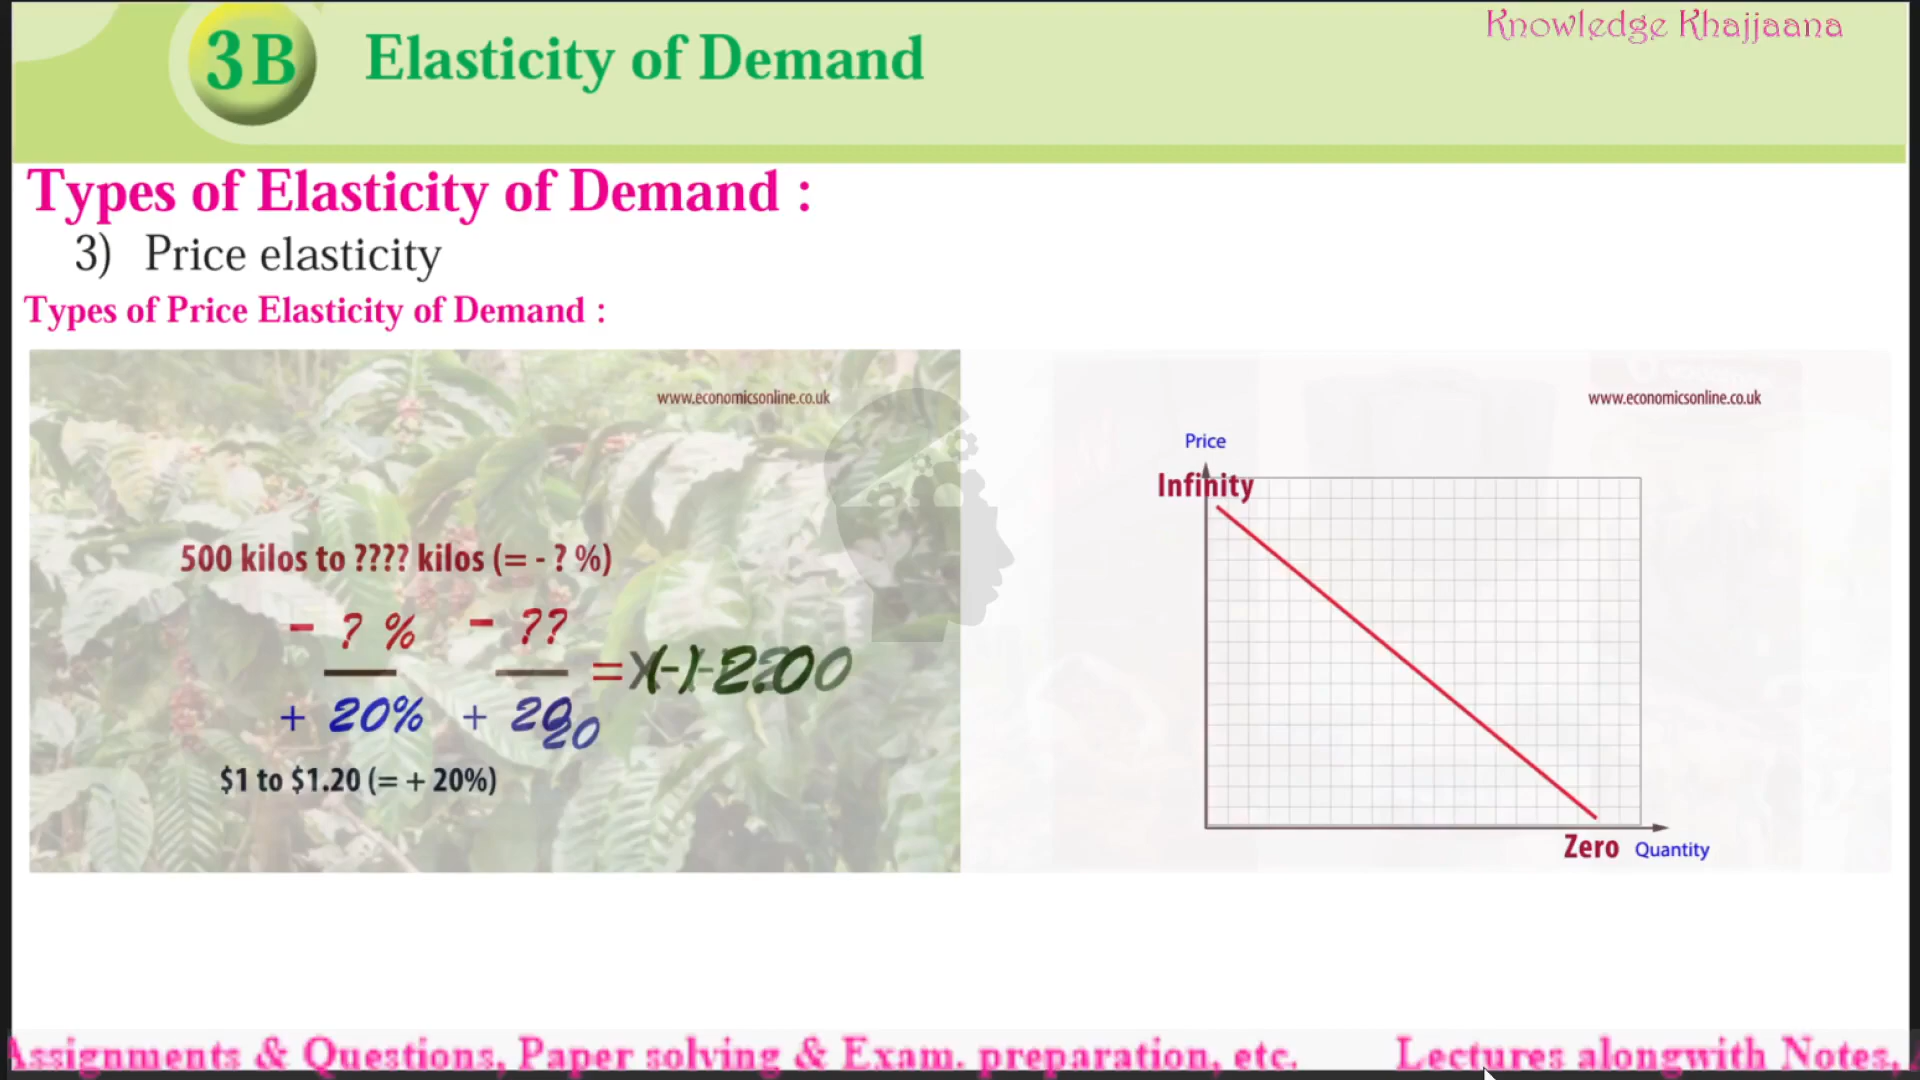 3B Elasticity of Demand
Knowledge Khajjaana
Types of Elasticity of Demand :
3) Price elasticity
Types of Price Elasticity of Demand :
www.economicsonline.co.uk
500 kilos to ???? kilos (= - ? %)
- ? % - ??
+ 20% + 20
20
=
$1 to $1.20 (= + 20%)
www.economicsonline.co.uk
Price
Infinity
Zero Quantity
Assignments & Questions, Paper solving & Exam. preparation, etc. Lectures alongwith Notes,